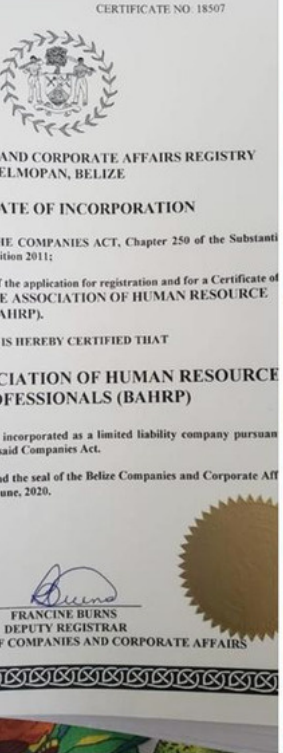 CERTIFICATE NO: 18507
AND CORPORATE AFFAIRS REGISTRY
ELMOPAN, BELIZE
ATE OF INCORPORATION
HE COMPANIES ACT, Chapter 250 of the Substanti
ition 2011;
f the application for registration and for a Certificate of
E ASSOCIATION OF HUMAN RESOURCE
AHRP).
IS HEREBY CERTIFIED THAT
CIATION OF HUMAN RESOURCE
OFESSIONALS (BAHRP)
incorporated as a limited liability company pursuan
said Companies Act.
nd the seal of the Belize Companies and Corporate Aff
une, 2020.
FRANCINE BURNS
DEPUTY REGISTRAR
F COMPANIES AND CORPORATE AFFAIRS